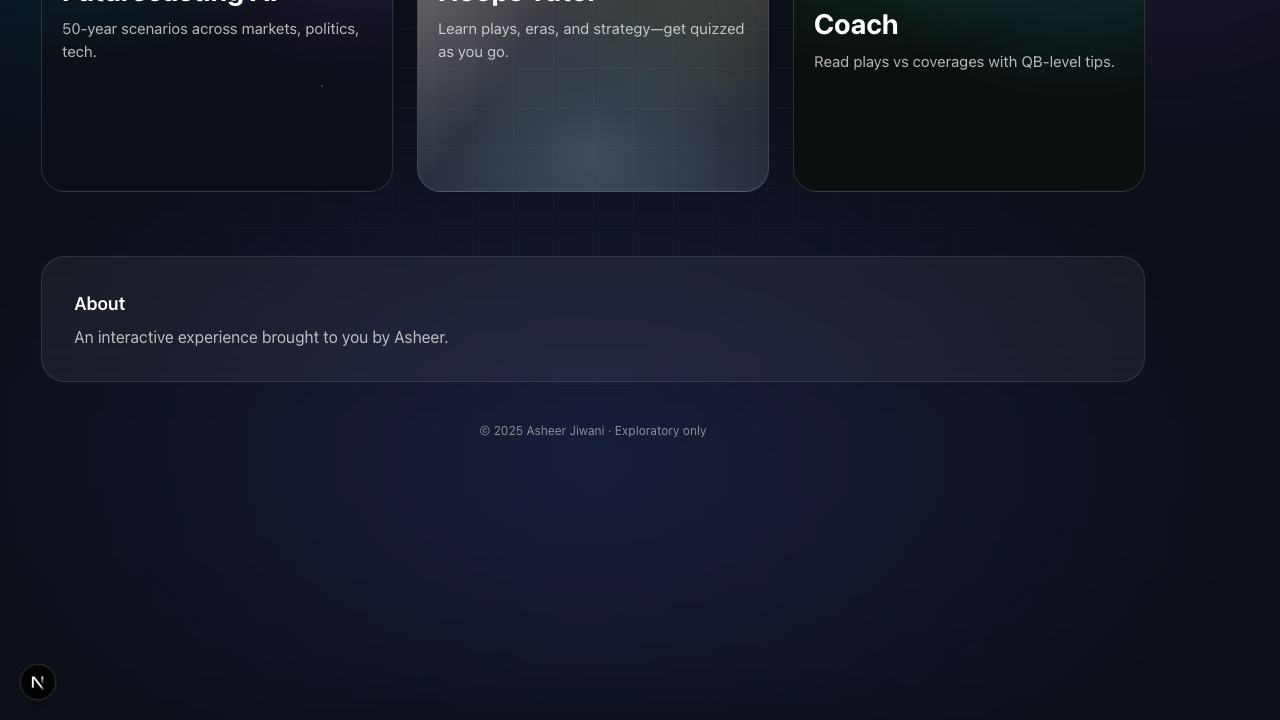 50-year scenarios across markets, politics,
tech.
Learn plays, eras, and strategy—get quizzed
as you go.
Coach
Read plays vs coverages with QB-level tips.
About
An interactive experience brought to you by Asheer.
© 2025 Asheer Jiwani · Exploratory only
N